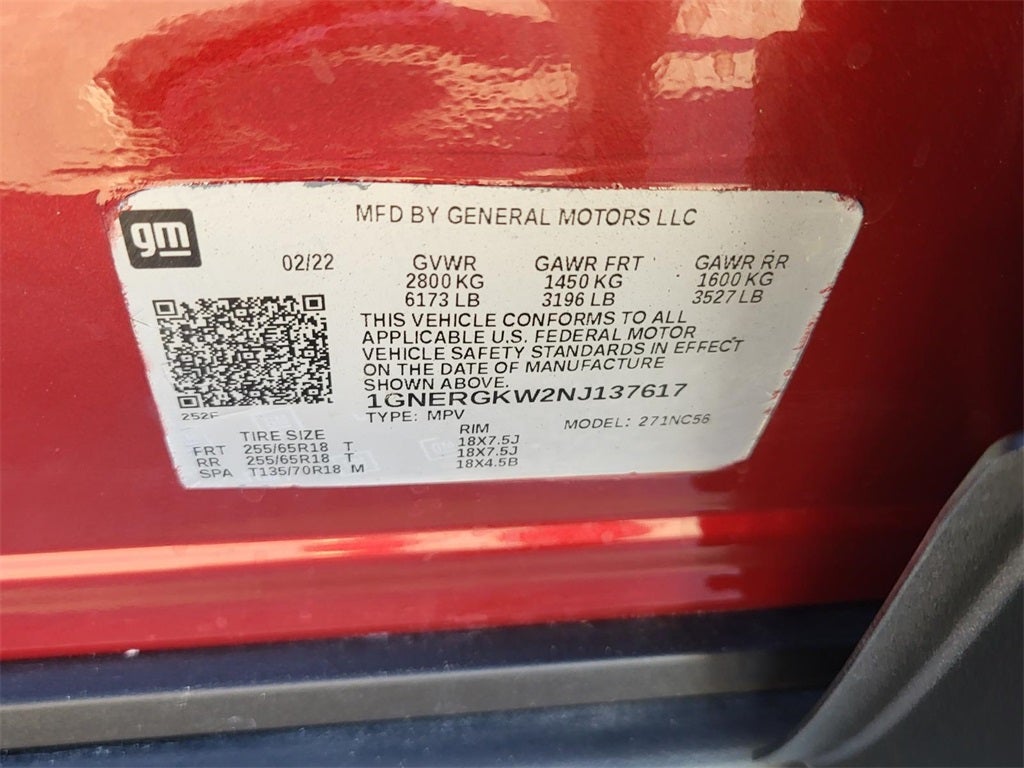 gm
MFD BY GENERAL MOTORS LLC
02/22 GVWR GAWR FRT GAWR RR
2800 KG 1450 KG 1600 KG
6173 LB 3196 LB 3527 LB
THIS VEHICLE CONFORMS TO ALL
APPLICABLE U.S. FEDERAL MOTOR
VEHICLE SAFETY STANDARDS IN EFFECT
ON THE DATE OF MANUFACTURE
SHOWN ABOVE.
1GNERGKW2NJ137617
252F TYPE: MPV MODEL: 271NC56
TIRE SIZE RIM
FRT 255/65R18 T 18X7.5J
RR 255/65R18 T 18X7.5J
SPA T135/70R18 M 18X4.5B